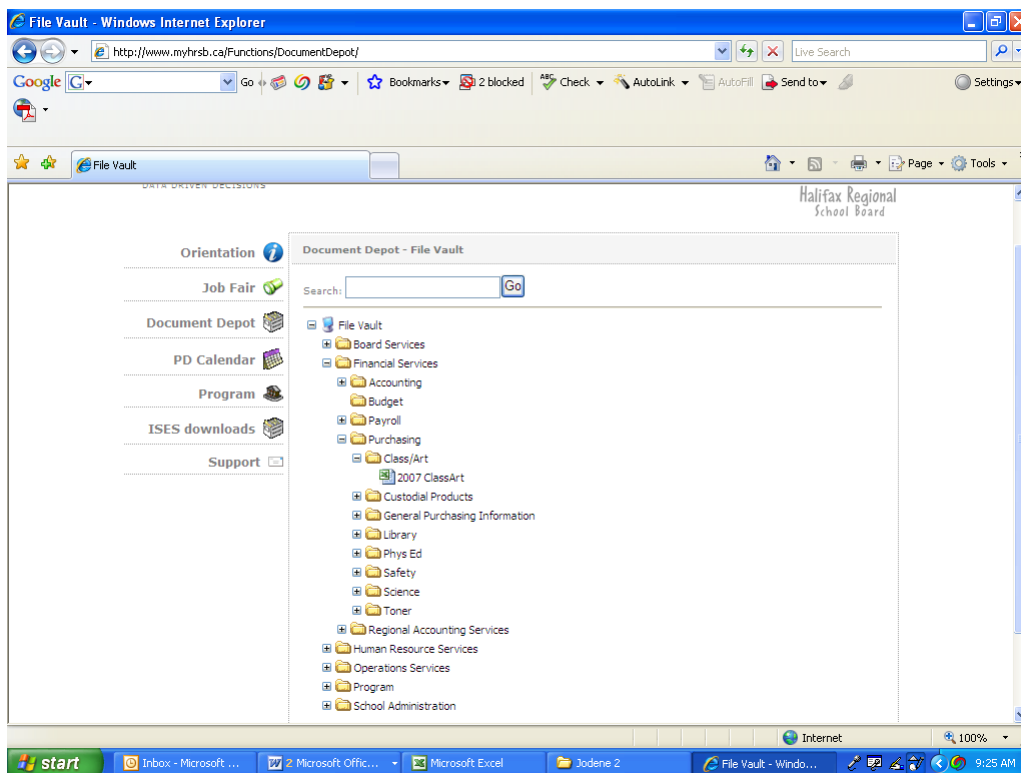 File Vault - Windows Internet Explorer
http://www.myhrsb.ca/Functions/DocumentDepot/
Live Search
Google G Go Bookmarks 2 blocked ABC Check AutoLink AutoFill Send to Settings
File Vault
Page Tools
DATA DRIVEN DECISIONS
Halifax Regional
School Board
Orientation
Job Fair
Document Depot
PD Calendar
Program
ISES downloads
Support
Document Depot - File Vault
Search: Go
File Vault
Board Services
Financial Services
Accounting
Budget
Payroll
Purchasing
Class/Art
2007 ClassArt
Custodial Products
General Purchasing Information
Library
Phys Ed
Safety
Science
Toner
Regional Accounting Services
Human Resource Services
Operations Services
Program
School Administration
Internet 100%
start Inbox - Microsoft ... 2 Microsoft Offic... Microsoft Excel Jodene 2 File Vault - Windo... 9:25 AM